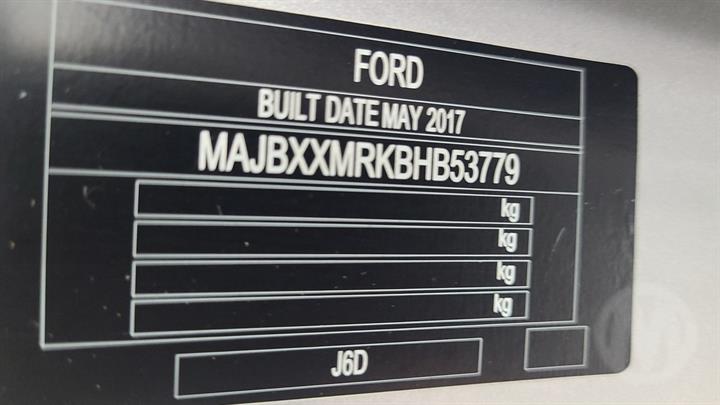 FORD
BUILT DATE MAY 2017
MAJBXXMRKBHB53779
kg
kg
kg
kg
J6D